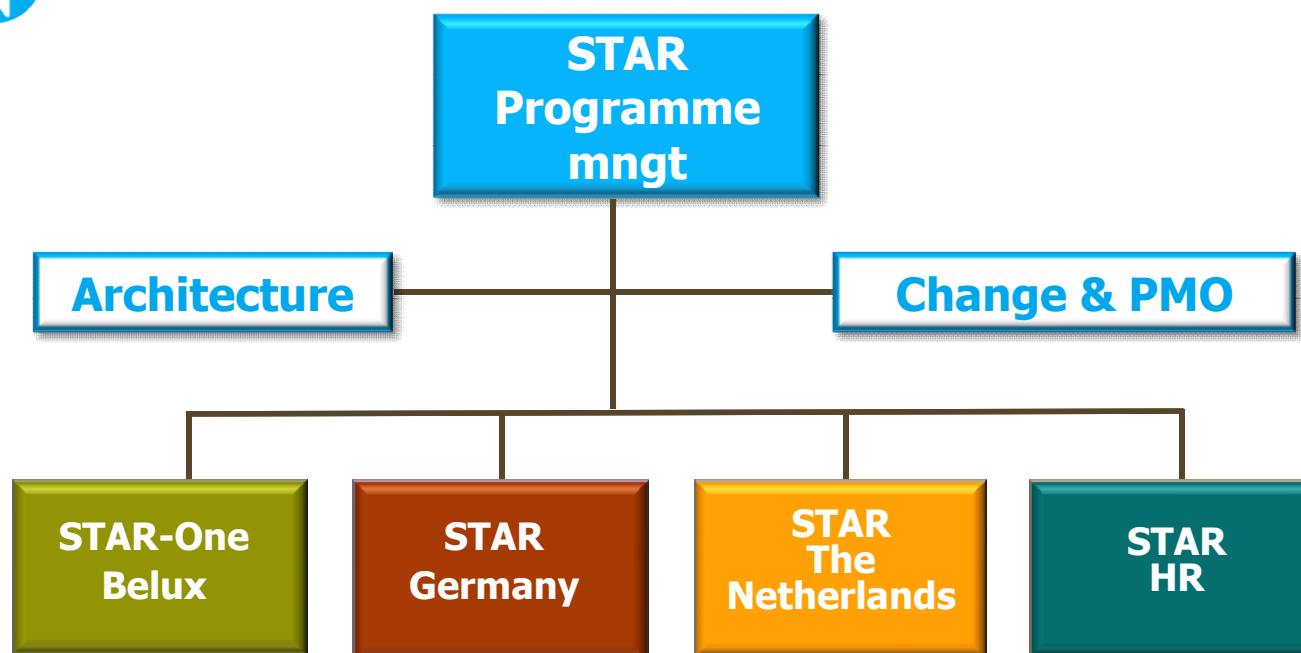 STAR
Programme
mngt
Architecture
Change & PMO
STAR-One
Belux
STAR
Germany
STAR
The
Netherlands
STAR
HR